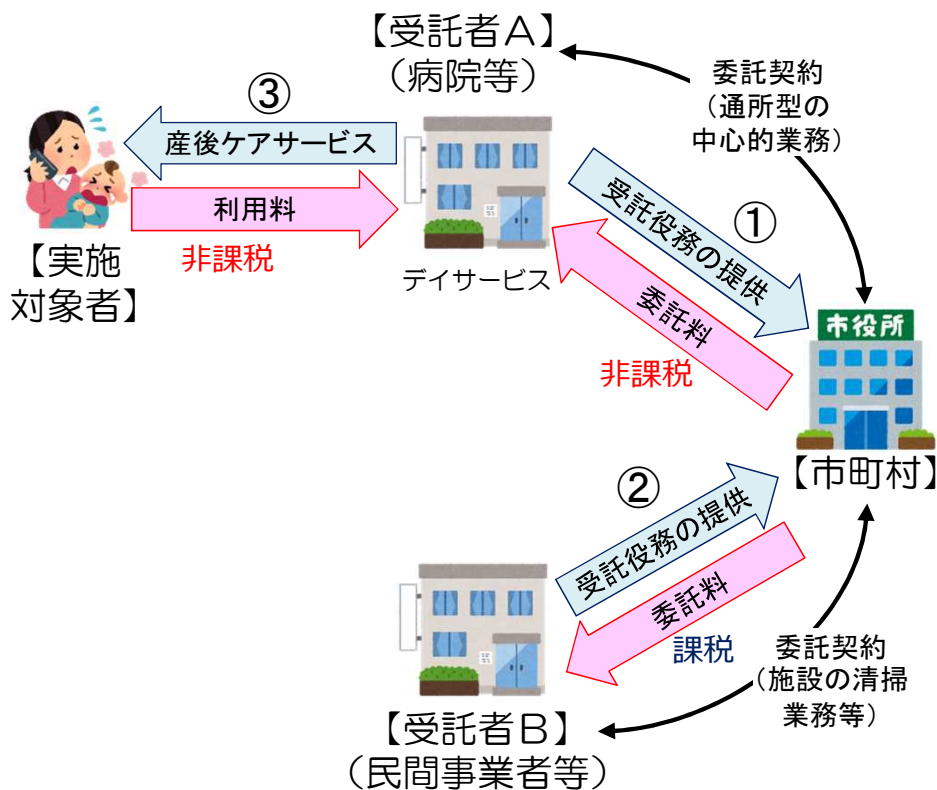 【受託者A】
（病院等）
委託契約
（通所型の
中心的業務）
③
産後ケアサービス
利用料
非課税
【実施
対象者】
デイサービス
①
受託役務の提供
委託料
非課税
市役所
【市町村】
②
受託役務の提供
委託料
課税
委託契約
（施設の清掃
業務等）
【受託者B】
（民間事業者等）